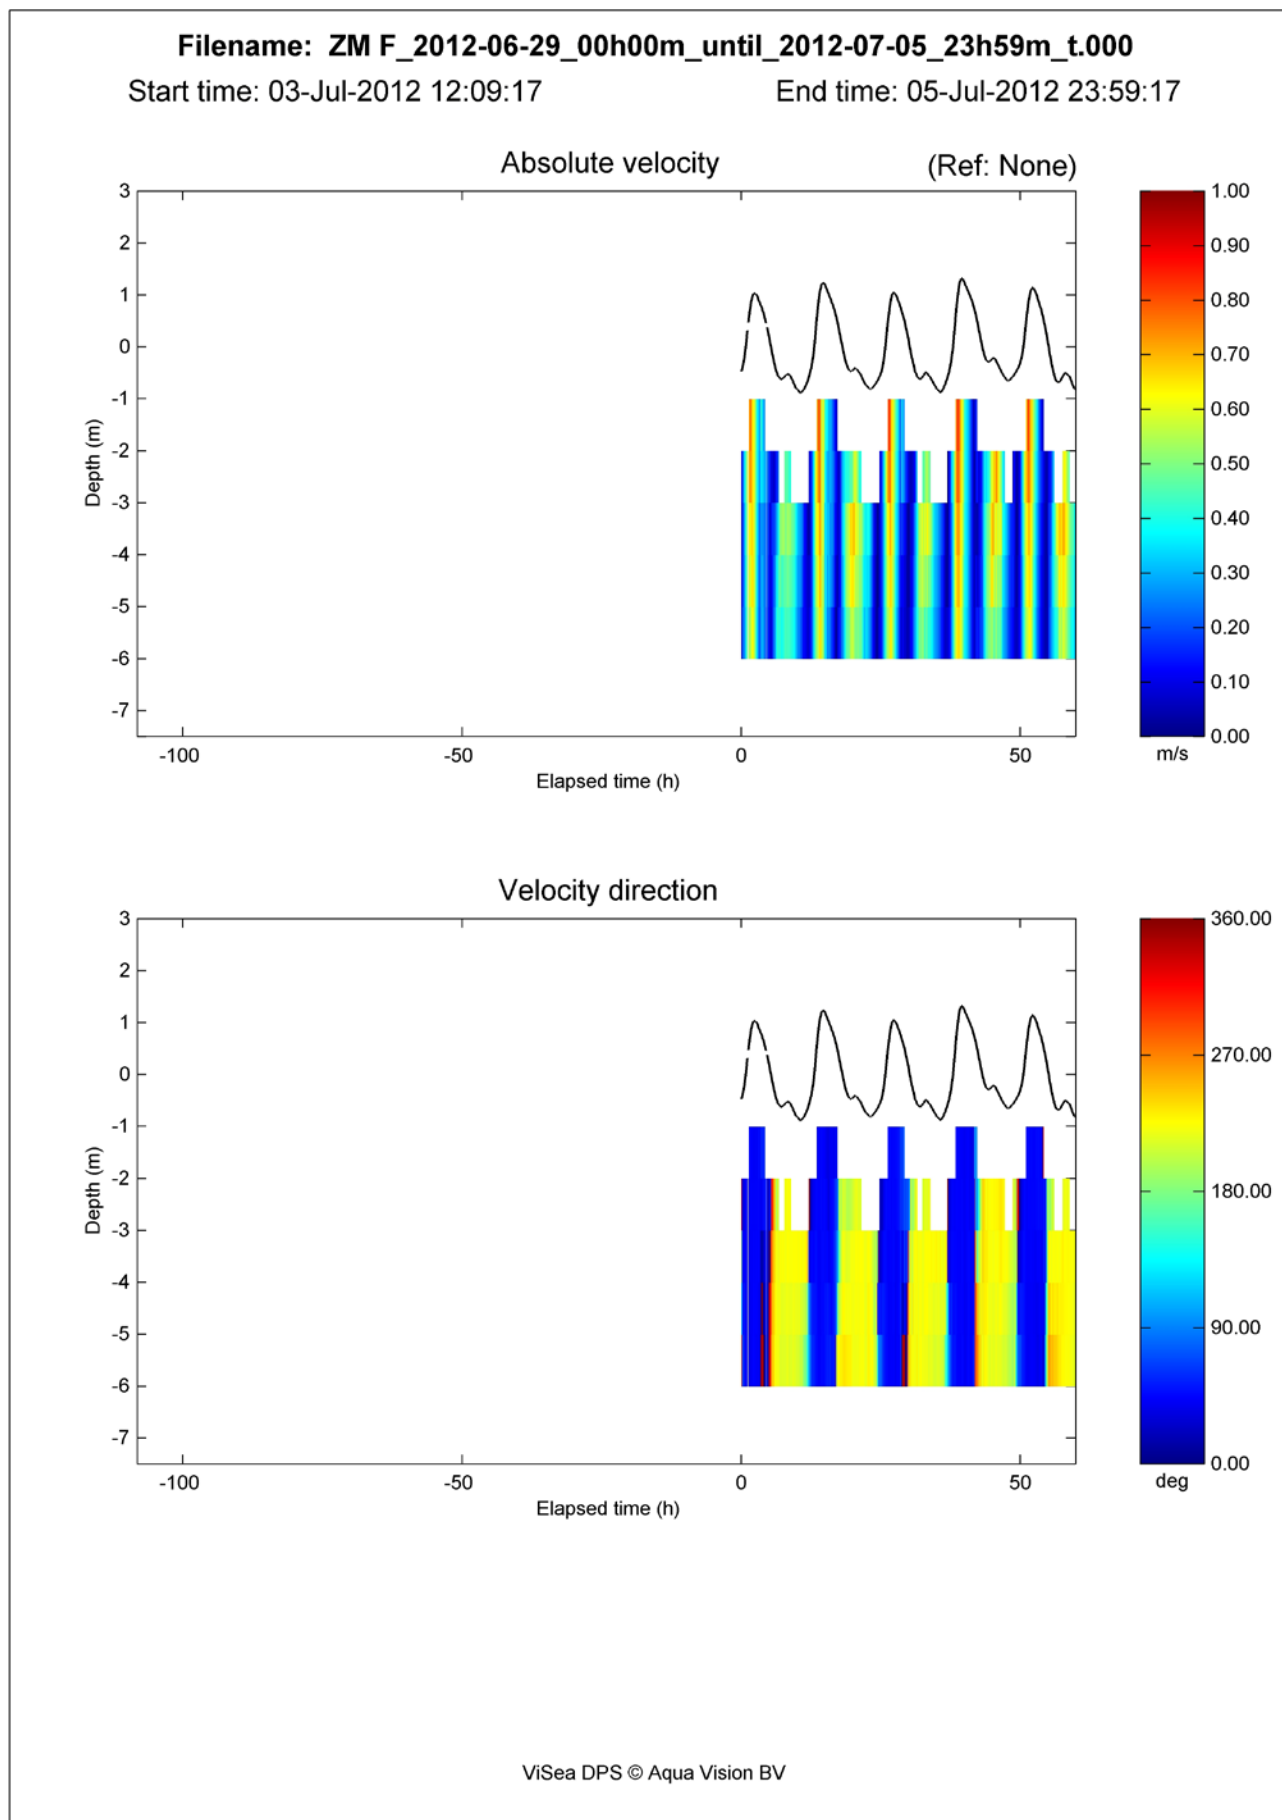 Filename: ZM F_2012-06-29_00h00m_until_2012-07-05_23h59m_t.000
Start time: 03-Jul-2012 12:09:17 End time: 05-Jul-2012 23:59:17
Absolute velocity (Ref: None)
3
2
1
0
-1
-2
-3
-4
-5
-6
-7
Depth (m)
-100 -50 0 50
Elapsed time (h)
1.00
0.90
0.80
0.70
0.60
0.50
0.40
0.30
0.20
0.10
0.00
m/s
Velocity direction
3
2
1
0
-1
-2
-3
-4
-5
-6
-7
Depth (m)
-100 -50 0 50
Elapsed time (h)
360.00
270.00
180.00
90.00
0.00
deg
ViSea DPS © Aqua Vision BV